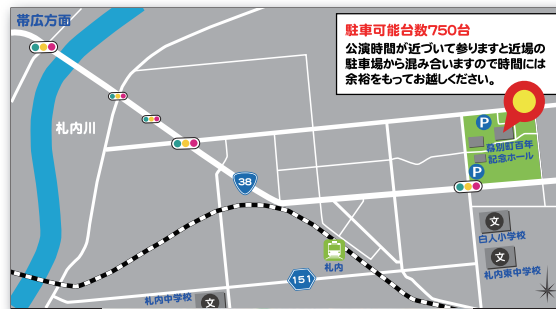 帯広方面
駐車可能台数750台
公演時間が近づいて参りますと近場の
駐車場から混み合いますので時間には
余裕をもってお越しください。
札内川
P
幕別町百年
記念ホール
P
38
文
白人小学校
札内
文
札内東中学校
151
札内中学校
文